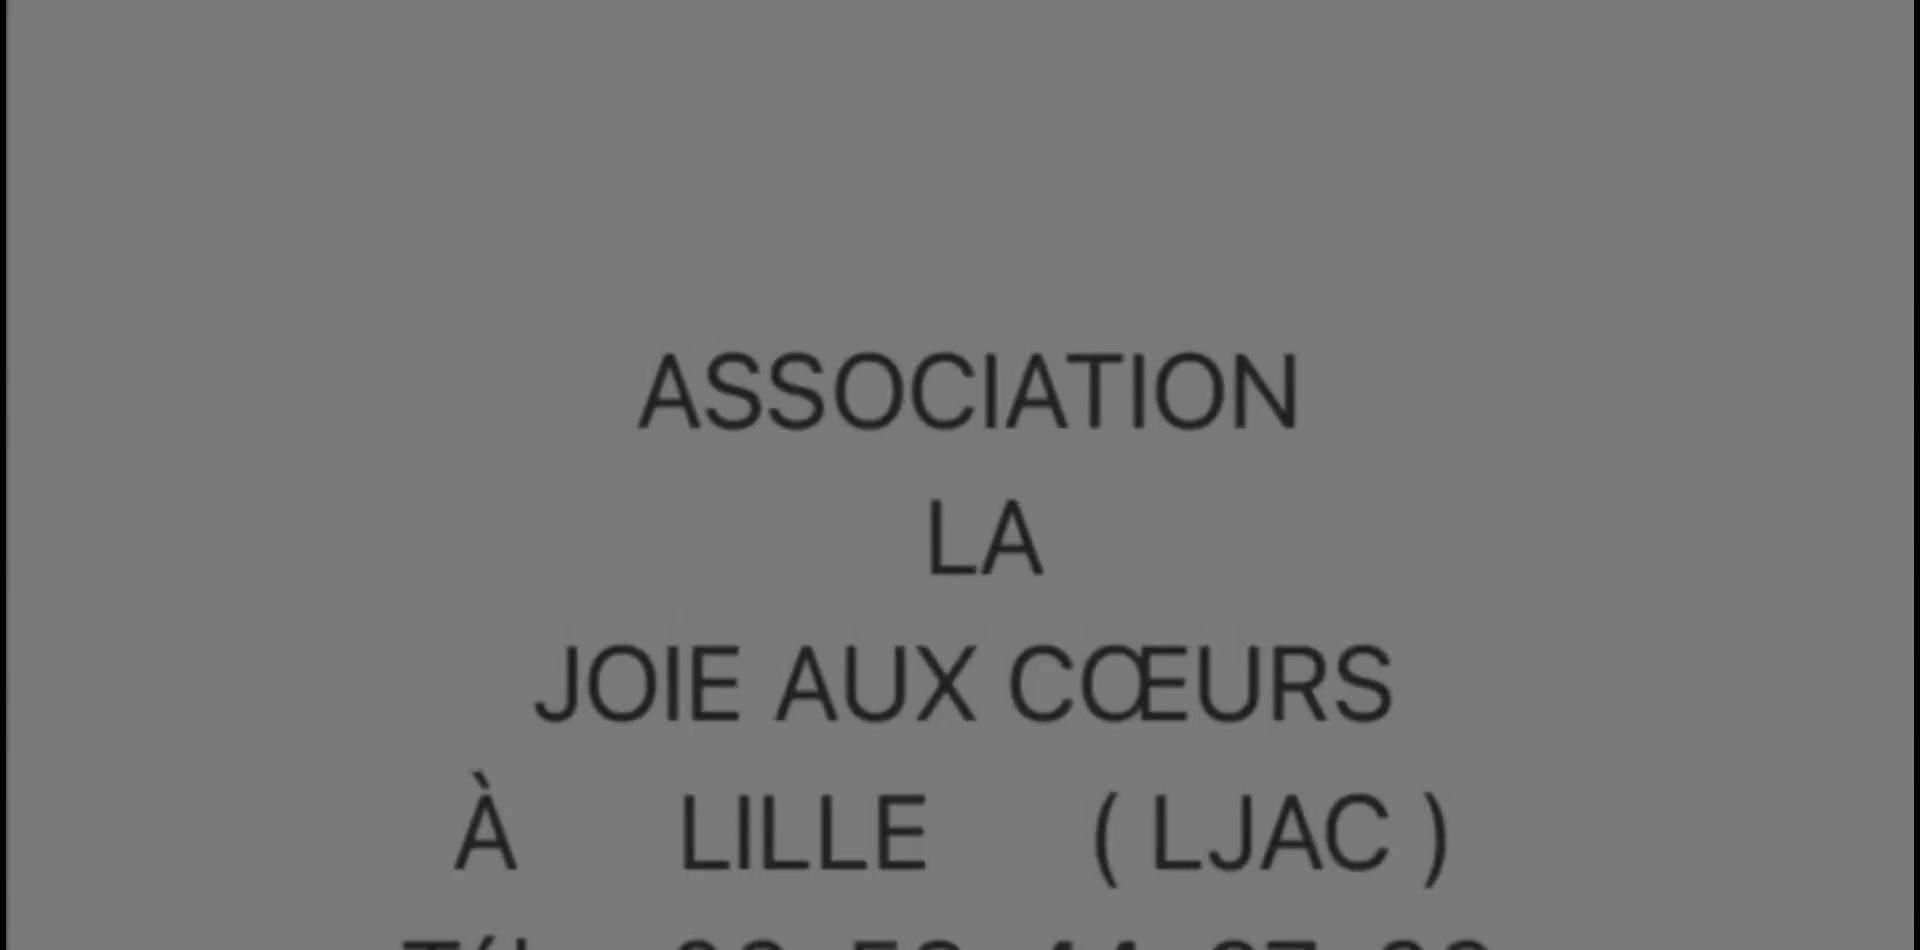 ASSOCIATION
LA
JOIE AUX CŒURS
À LILLE ( LJAC )